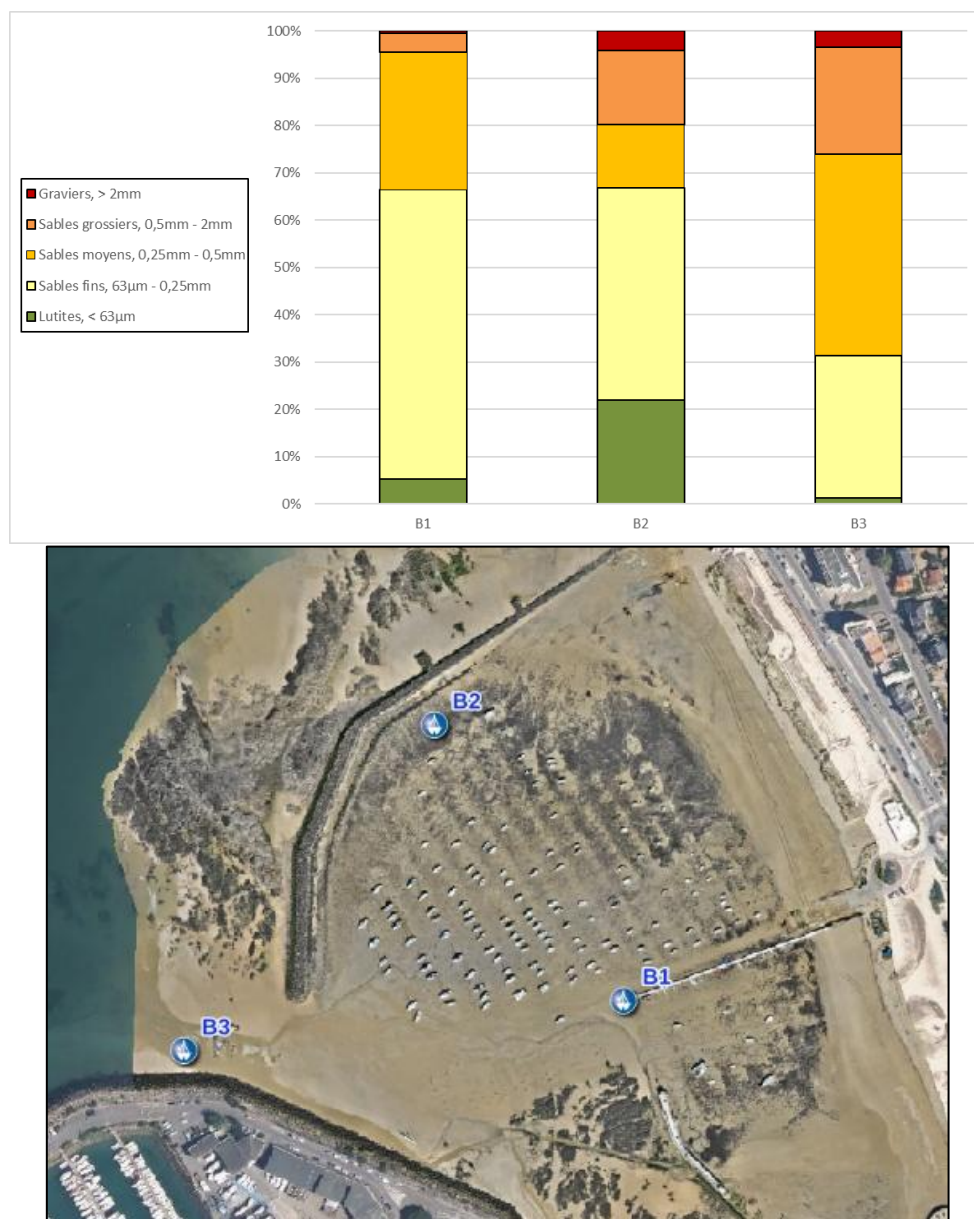 100%
90%
80%
70%
60%
50%
40%
30%
20%
10%
0%
Graviers, > 2mm
Sables grossiers, 0,5mm - 2mm
Sables moyens, 0,25mm - 0,5mm
Sables fins, 63µm - 0,25mm
Lutites, < 63µm
B1 B2 B3
B2
B1
B3